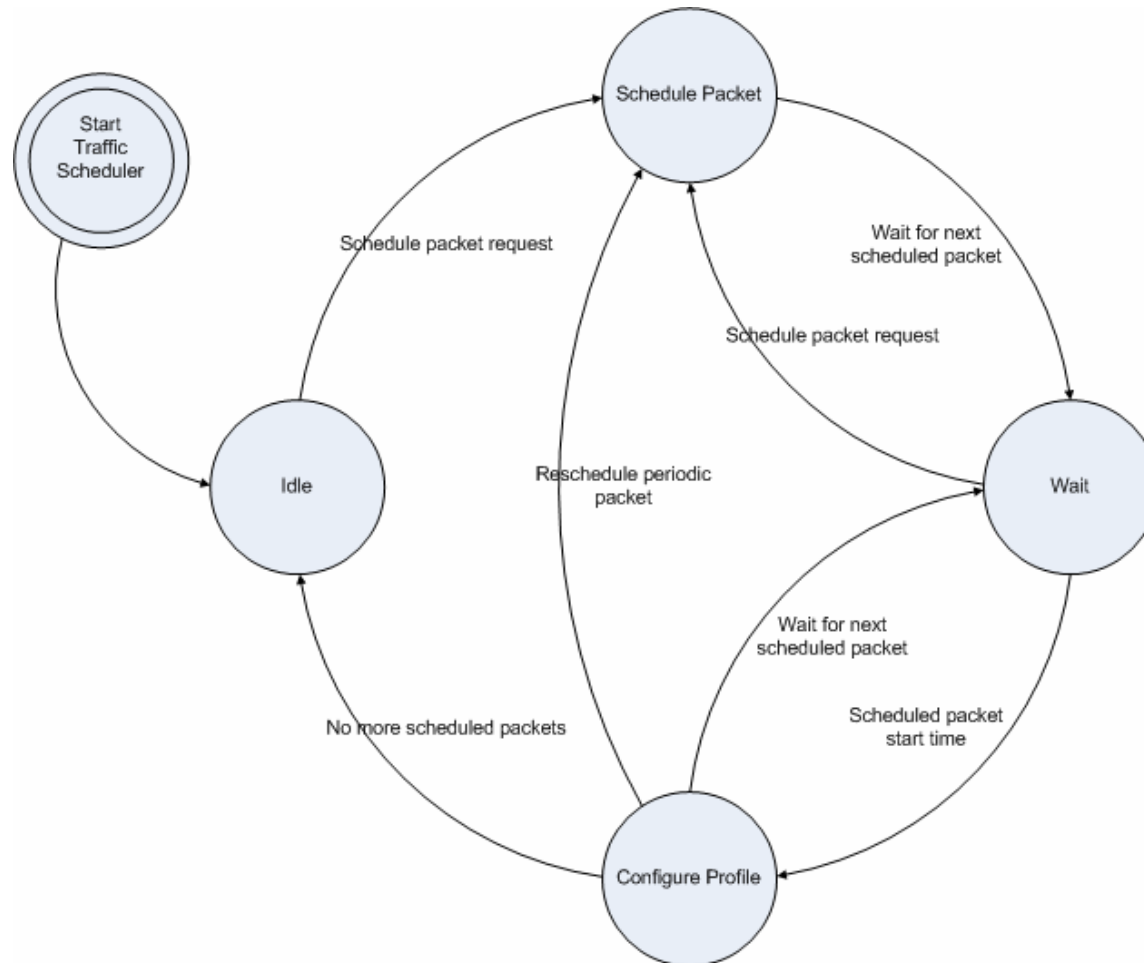 Schedule Packet
Start
Traffic
Scheduler
Schedule packet request
Wait for next
scheduled packet
Schedule packet request
Idle
Reschedule periodic
packet
Wait
Wait for next
scheduled packet
No more scheduled packets
Scheduled packet
start time
Configure Profile